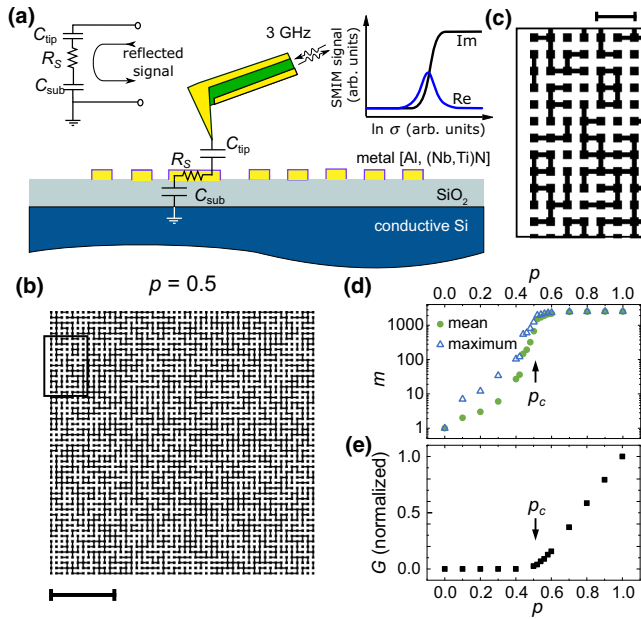 (a)
C_tip
R_S
C_sub
reflected
signal
3 GHz
C_tip
R_S
C_sub
metal [Al, (Nb,Ti)N]
SiO₂
conductive Si
SMIM signal
(arb. units)
Im
Re
ln σ (arb. units)
(c)
(b)
p = 0.5
(d)
p
0.0 0.2 0.4 0.6 0.8 1.0
1000
100
10
1
m
mean
maximum
p_c
(e)
G (normalized)
1.0
0.5
0.0
p_c
0.0 0.2 0.4 0.6 0.8 1.0
p